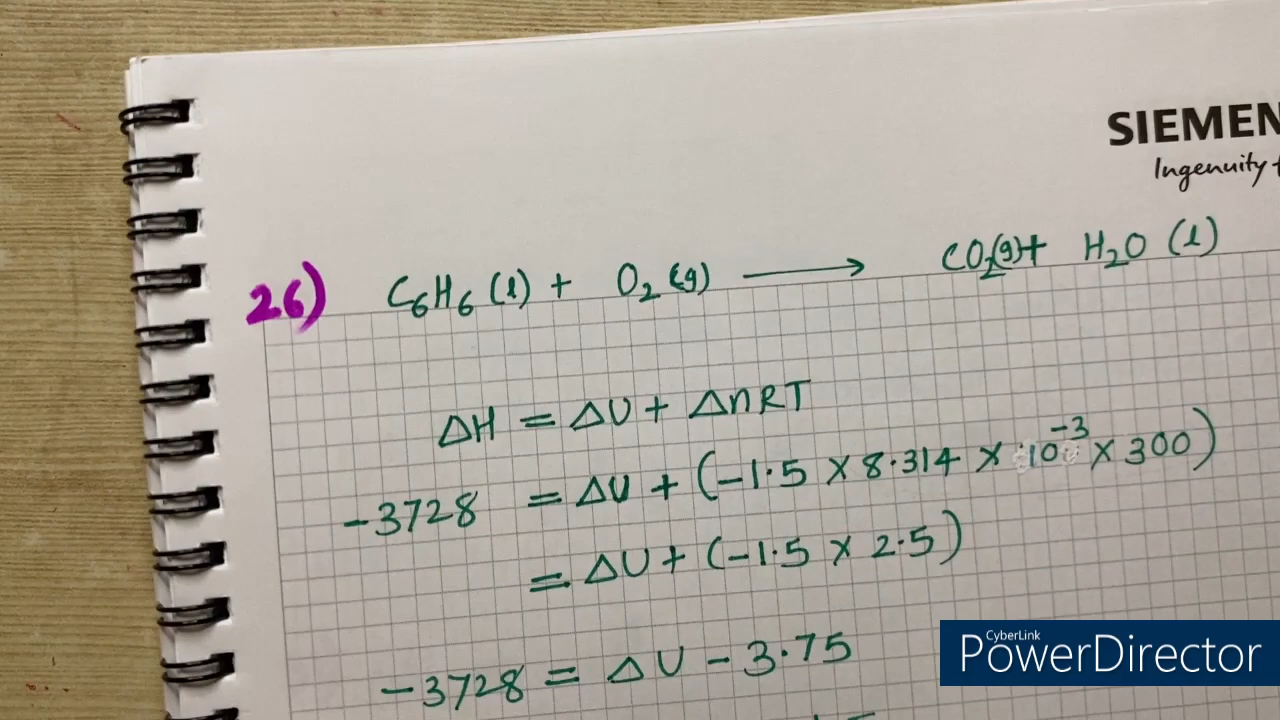 SIEMEN
Ingenuity f
26) C₆H₆ (l) + O₂ (g) ⟶ CO₂(g)+ H₂O (l)
ΔH = ΔU + ΔnRT
-3728 = ΔU + (-1.5 × 8.314 × 10⁻³ × 300)
= ΔU + (-1.5 × 2.5)
-3728 = ΔU - 3.75
CyberLink
PowerDirector